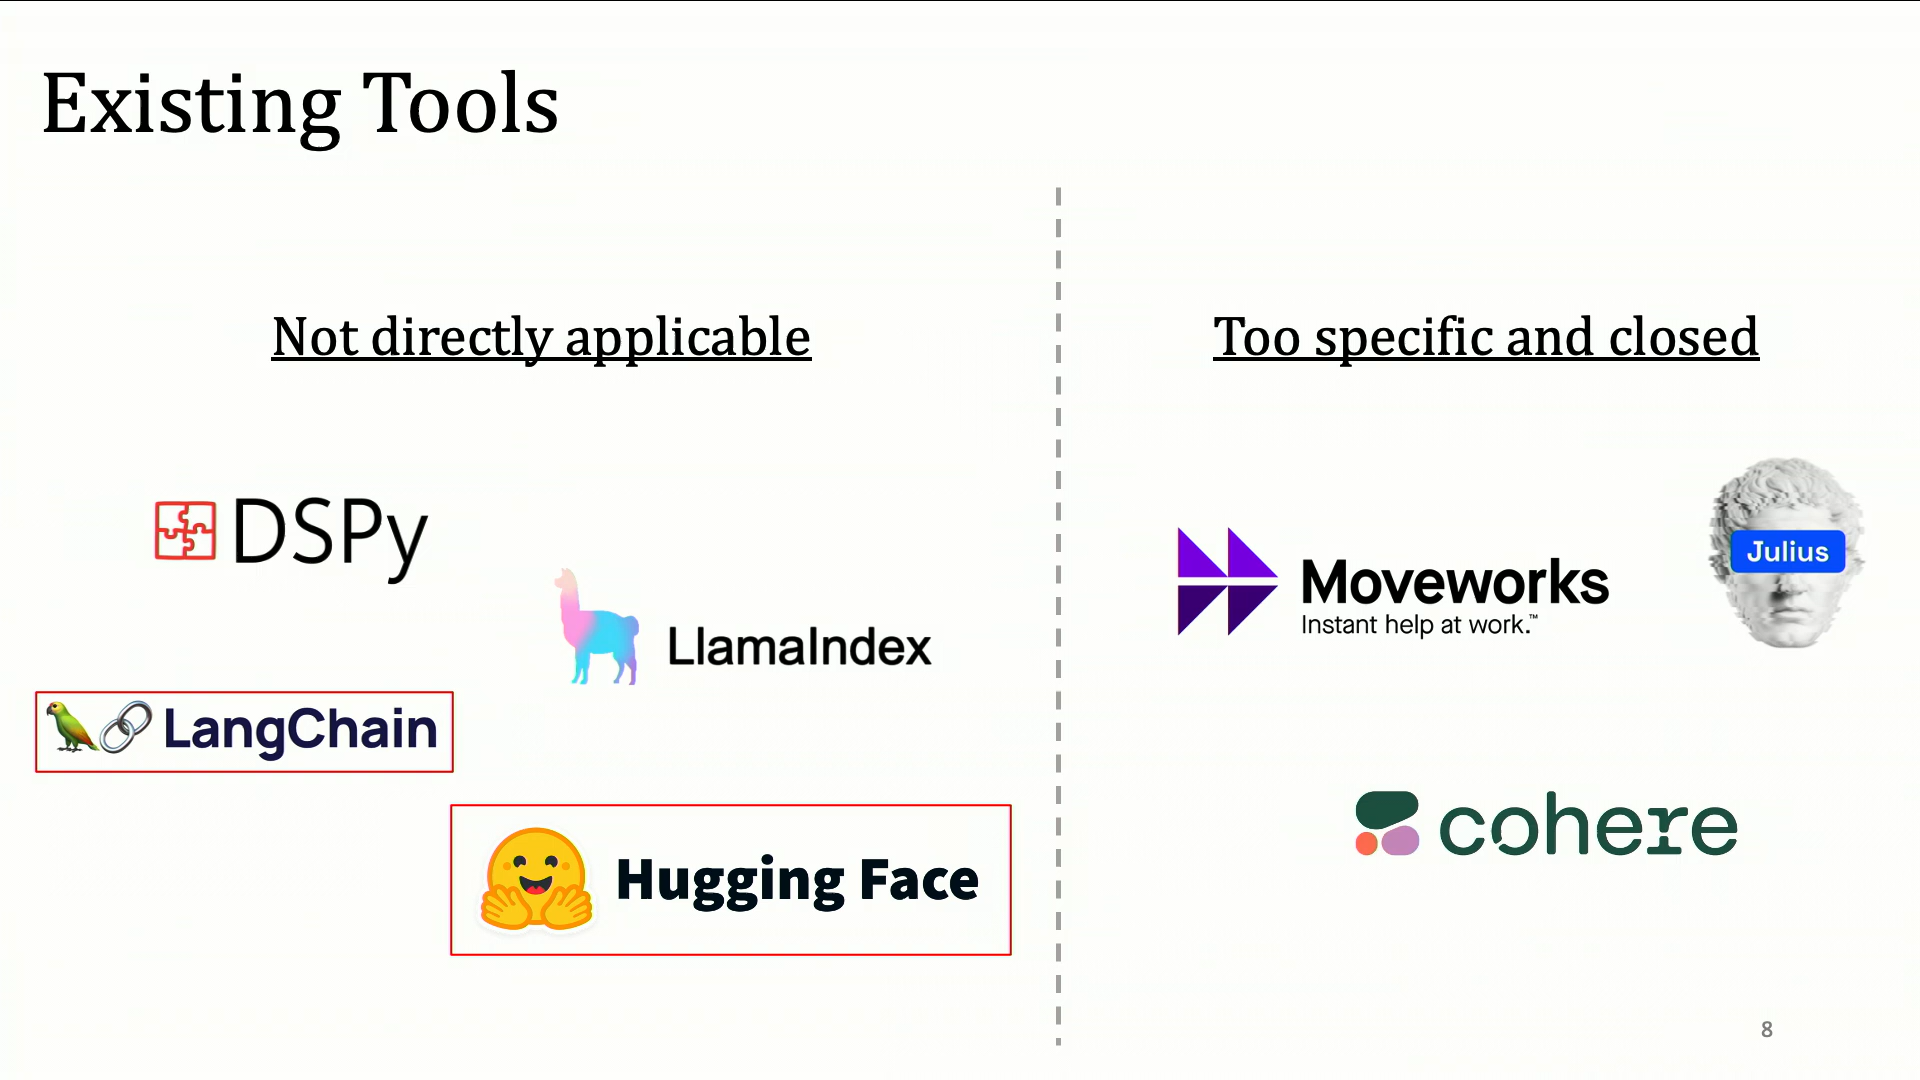 Existing Tools
Not directly applicable
DSPy
LlamaIndex
LangChain
Hugging Face
Too specific and closed
Moveworks
Instant help at work.™
Julius
cohere
8